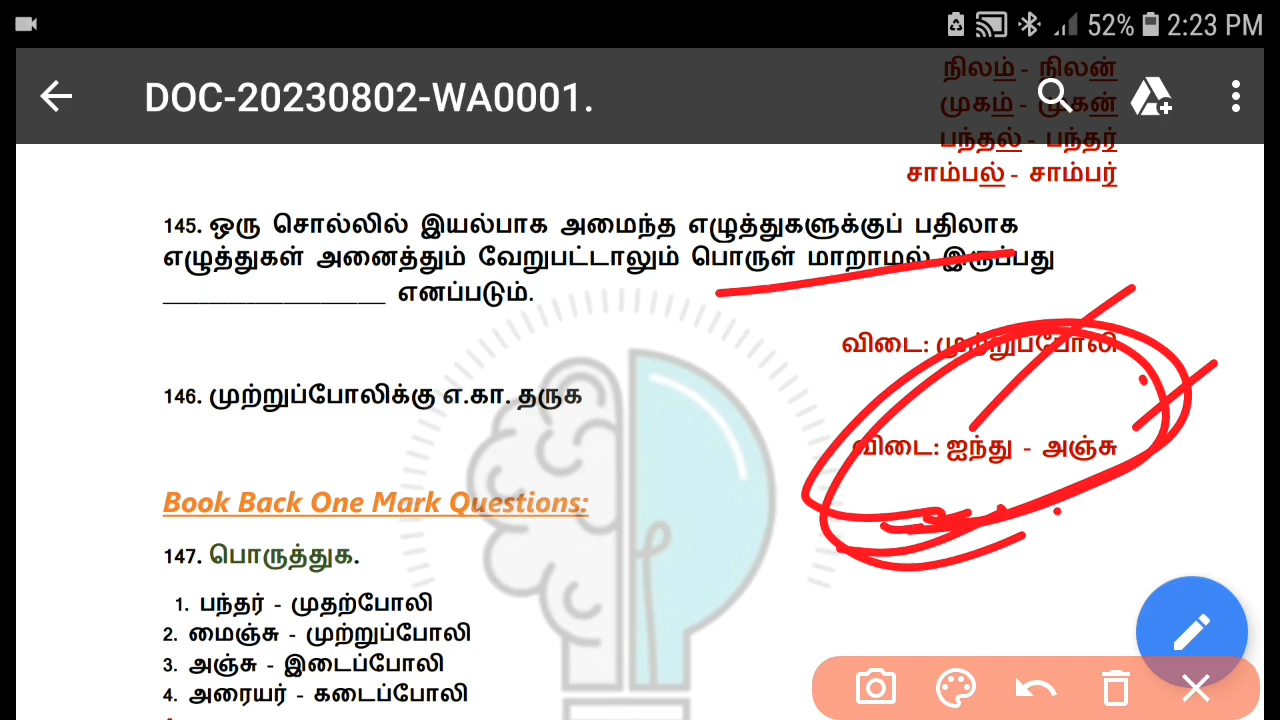 52% 2:23 PM
DOC-20230802-WA0001.
நிலம் - நிலன்
முகம் - முகன்
பந்தல் - பந்தர்
சாம்பல் - சாம்பர்
145. ஒரு சொல்லில் இயல்பாக அமைந்த எழுத்துகளுக்குப் பதிலாக
எழுத்துகள் அனைத்தும் வேறுபட்டாலும் பொருள் மாறாமல் இருப்பது
__________________ எனப்படும்.
விடை: முற்றுப்போலி
146. முற்றுப்போலிக்கு எ.கா. தருக
விடை: ஐந்து - அஞ்சு
Book Back One Mark Questions:
147. பொருத்துக.
1. பந்தர் - முதற்போலி
2. மைஞ்சு - முற்றுப்போலி
3. அஞ்சு - இடைப்போலி
4. அரையர் - கடைப்போலி